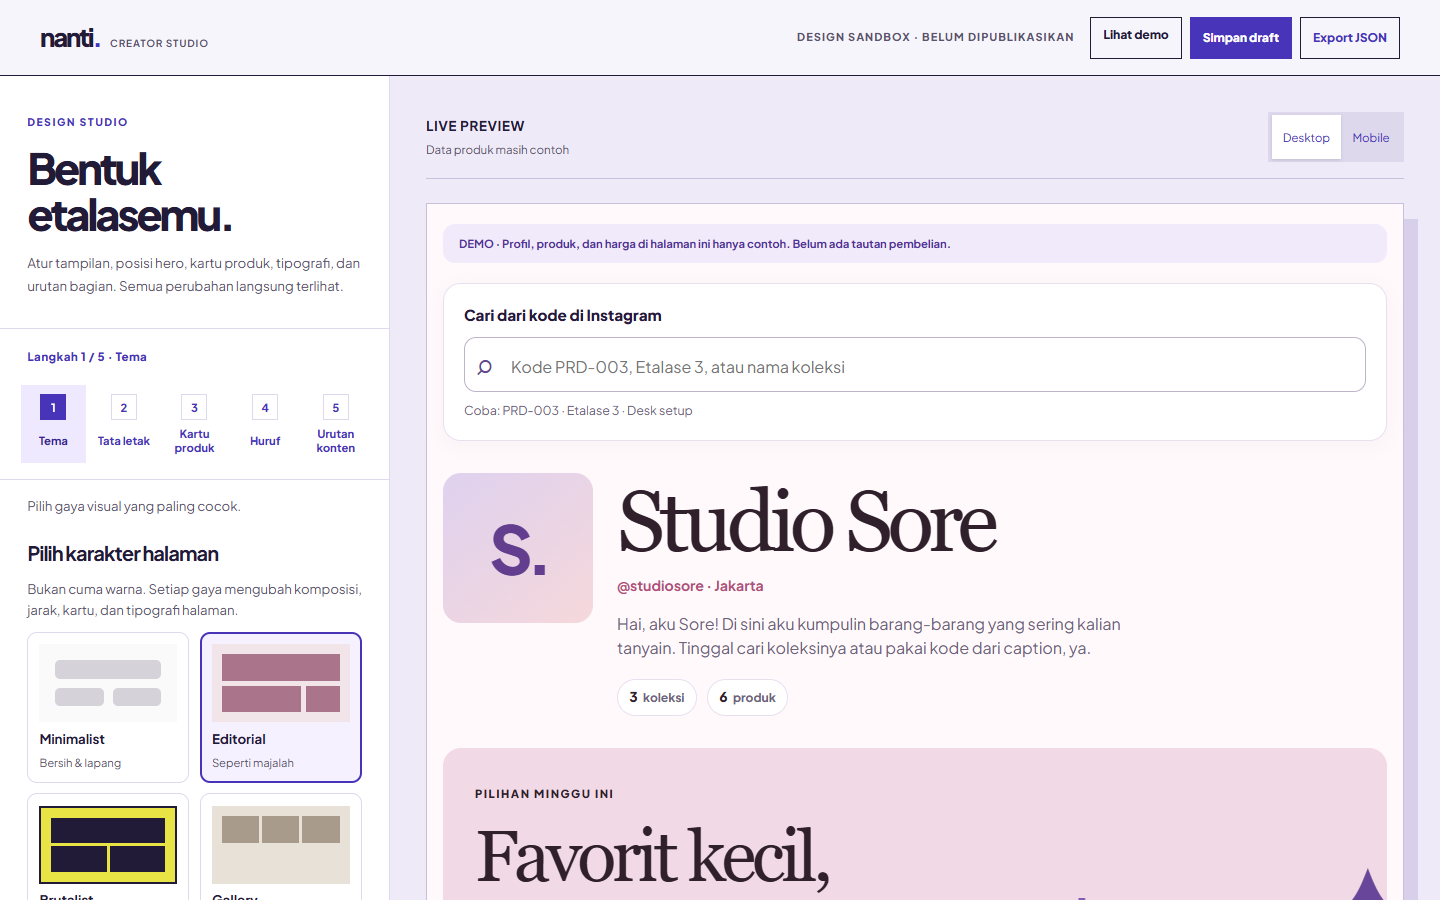 nanti. CREATOR STUDIO
DESIGN SANDBOX · BELUM DIPUBLIKASIKAN
Lihat demo
Simpan draft
Export JSON
DESIGN STUDIO
Bentuk
etalasemu.
Atur tampilan, posisi hero, kartu produk, tipografi, dan
urutan bagian. Semua perubahan langsung terlihat.
Langkah 1 / 5 · Tema
1
Tema
2
Tata letak
3
Kartu
produk
4
Huruf
5
Urutan
konten
Pilih gaya visual yang paling cocok.
Pilih karakter halaman
Bukan cuma warna. Setiap gaya mengubah komposisi,
jarak, kartu, dan tipografi halaman.
Minimalist
Bersih & lapang
Editorial
Seperti majalah
Brutalist
Gallery
LIVE PREVIEW
Data produk masih contoh
Desktop
Mobile
DEMO · Profil, produk, dan harga di halaman ini hanya contoh. Belum ada tautan pembelian.
Cari dari kode di Instagram
Kode PRD-003, Etalase 3, atau nama koleksi
Coba: PRD-003 · Etalase 3 · Desk setup
S.
Studio Sore
@studiosore · Jakarta
Hai, aku Sore! Di sini aku kumpulin barang-barang yang sering kalian
tanyain. Tinggal cari koleksinya atau pakai kode dari caption, ya.
3 koleksi
6 produk
PILIHAN MINGGU INI
Favorit kecil,